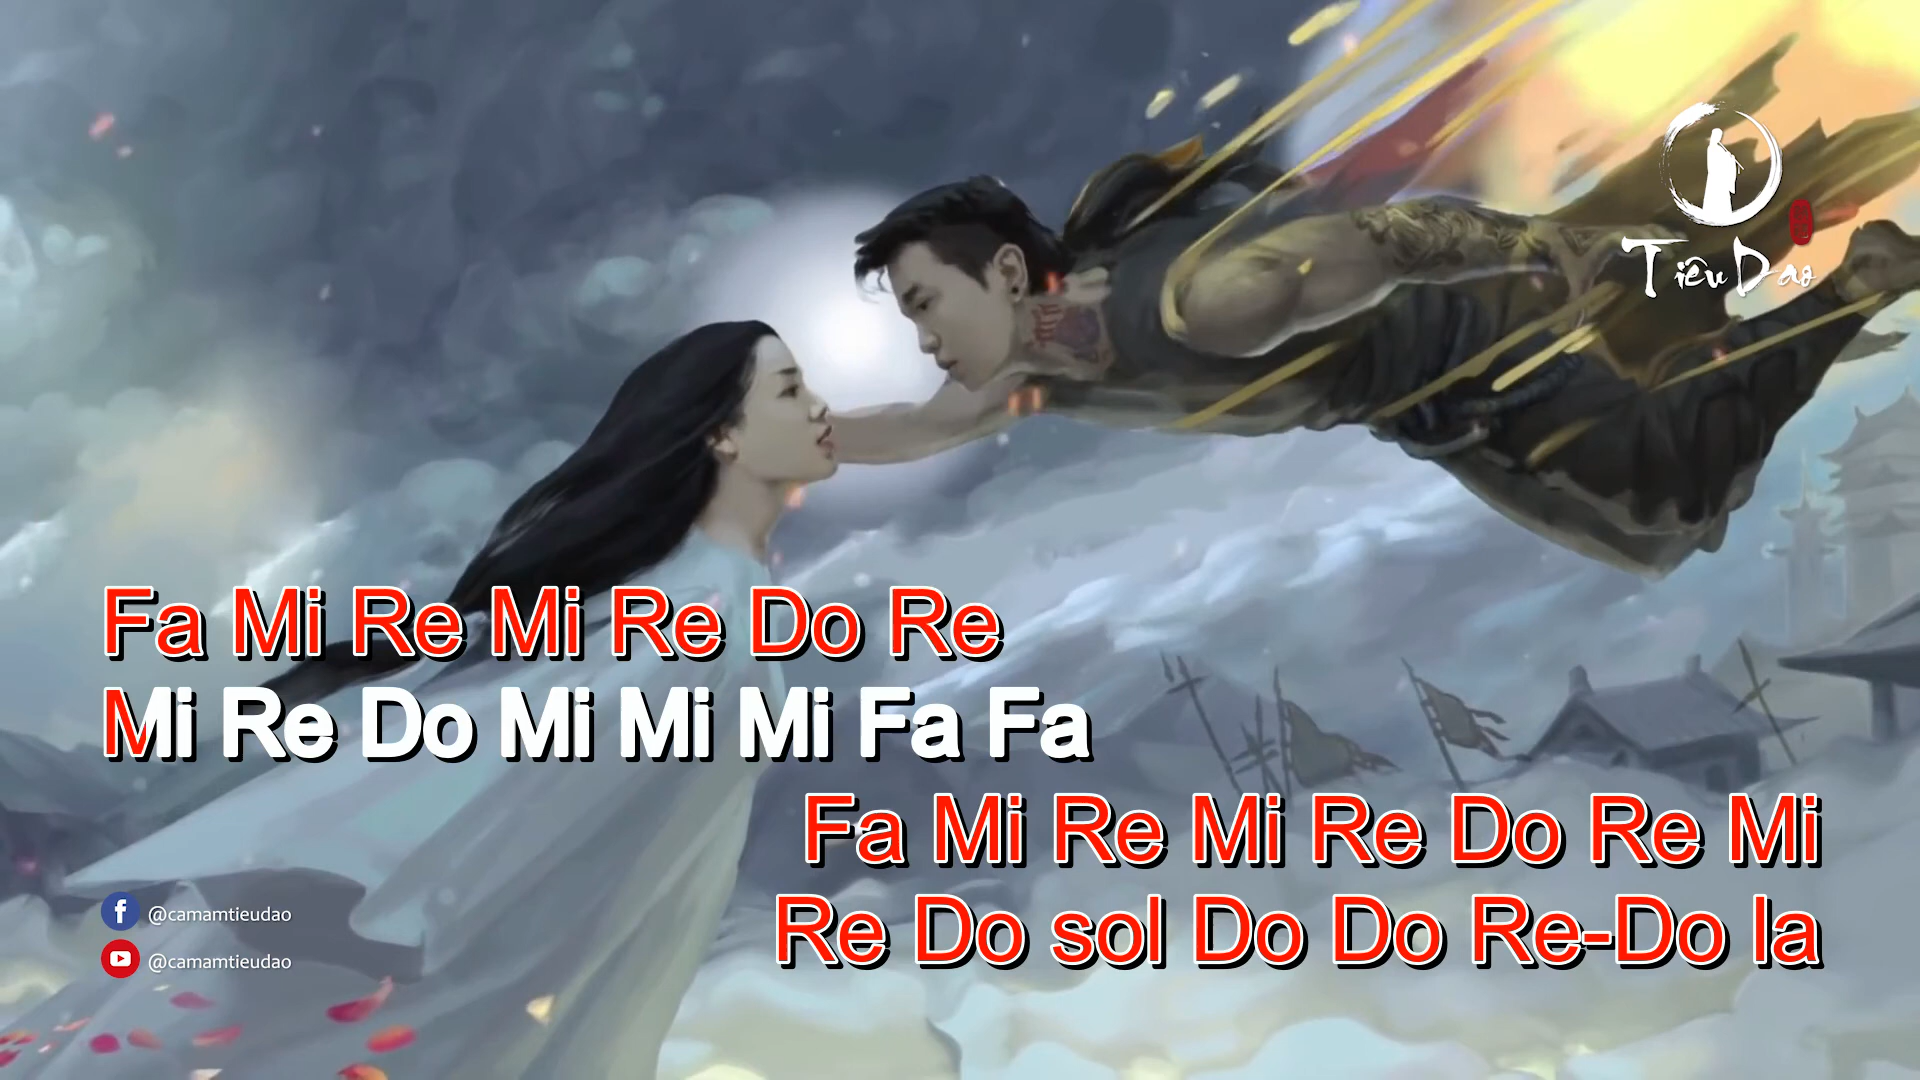 Tiêu Dao
Fa Mi Re Mi Re Do Re
Mi Re Do Mi Mi Mi Fa Fa
Fa Mi Re Mi Re Do Re Mi
Re Do sol Do Do Re-Do la
@camamtieudao
@camamtieudao